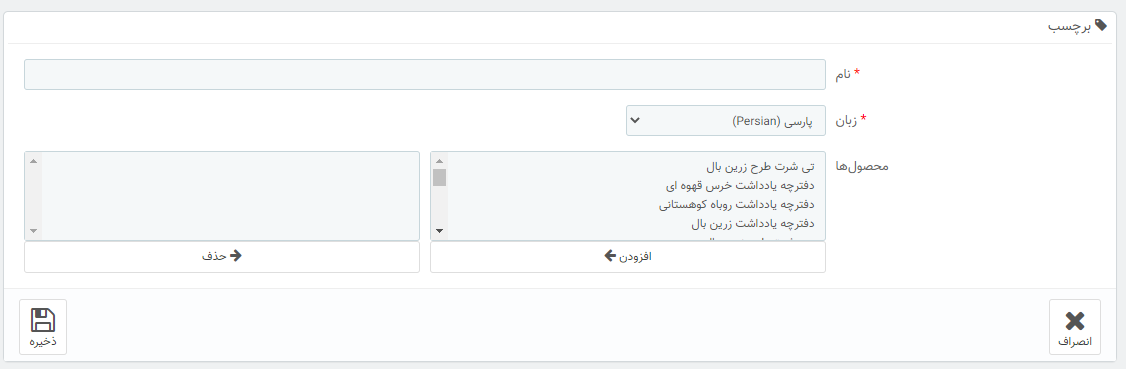 برچسب
* نام
* زبان
پارسی (Persian)
محصول‌ها
تی شرت طرح زرین بال
دفترچه یادداشت خرس قهوه ای
دفترچه یادداشت روباه کوهستانی
دفترچه یادداشت زرین بال
افزودن
حذف
انصراف
ذخیره